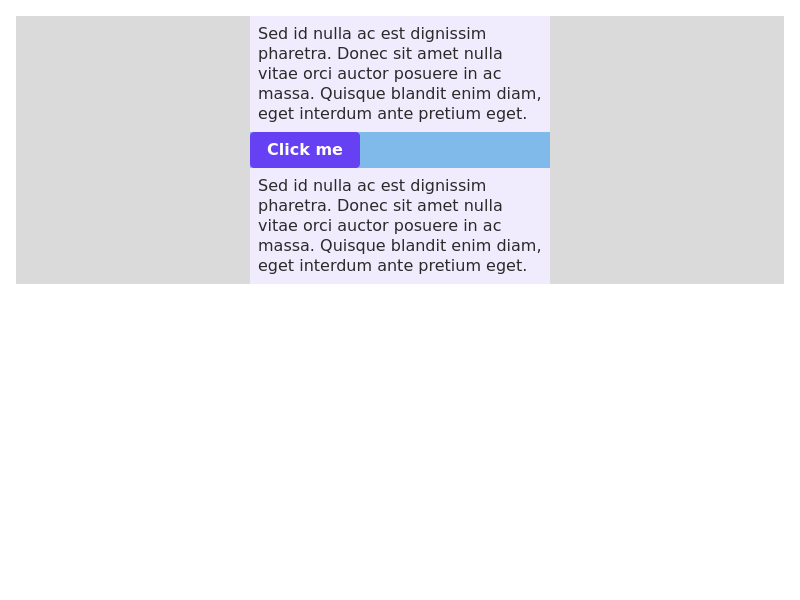 Sed id nulla ac est dignissim
pharetra. Donec sit amet nulla
vitae orci auctor posuere in ac
massa. Quisque blandit enim diam,
eget interdum ante pretium eget.
Click me
Sed id nulla ac est dignissim
pharetra. Donec sit amet nulla
vitae orci auctor posuere in ac
massa. Quisque blandit enim diam,
eget interdum ante pretium eget.